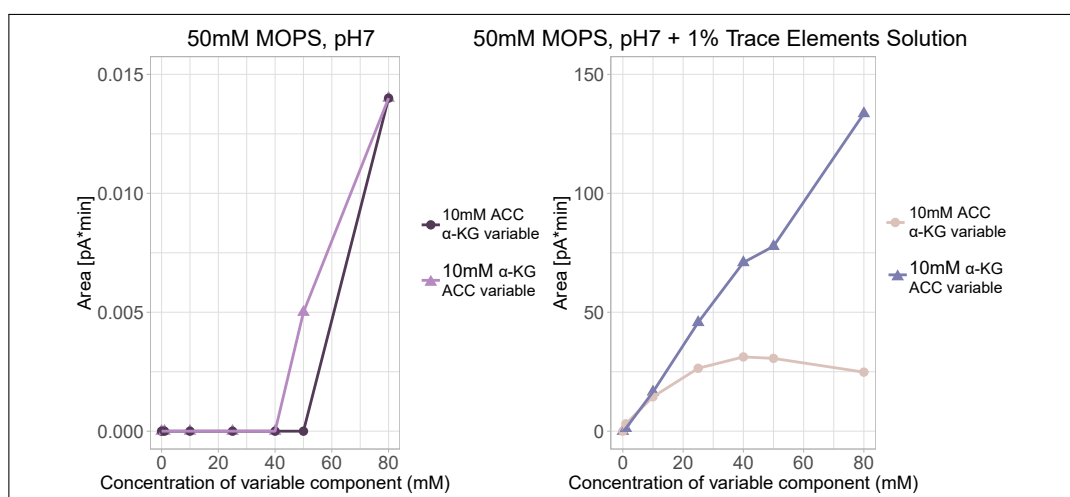 50mM MOPS, pH7
0.015
0.010
0.005
0.000
Area [pA*min]
0 20 40 60 80
Concentration of variable component (mM)
10mM ACC
α-KG variable
10mM α-KG
ACC variable
50mM MOPS, pH7 + 1% Trace Elements Solution
150
100
50
0
Area [pA*min]
0 20 40 60 80
Concentration of variable component (mM)
10mM ACC
α-KG variable
10mM α-KG
ACC variable